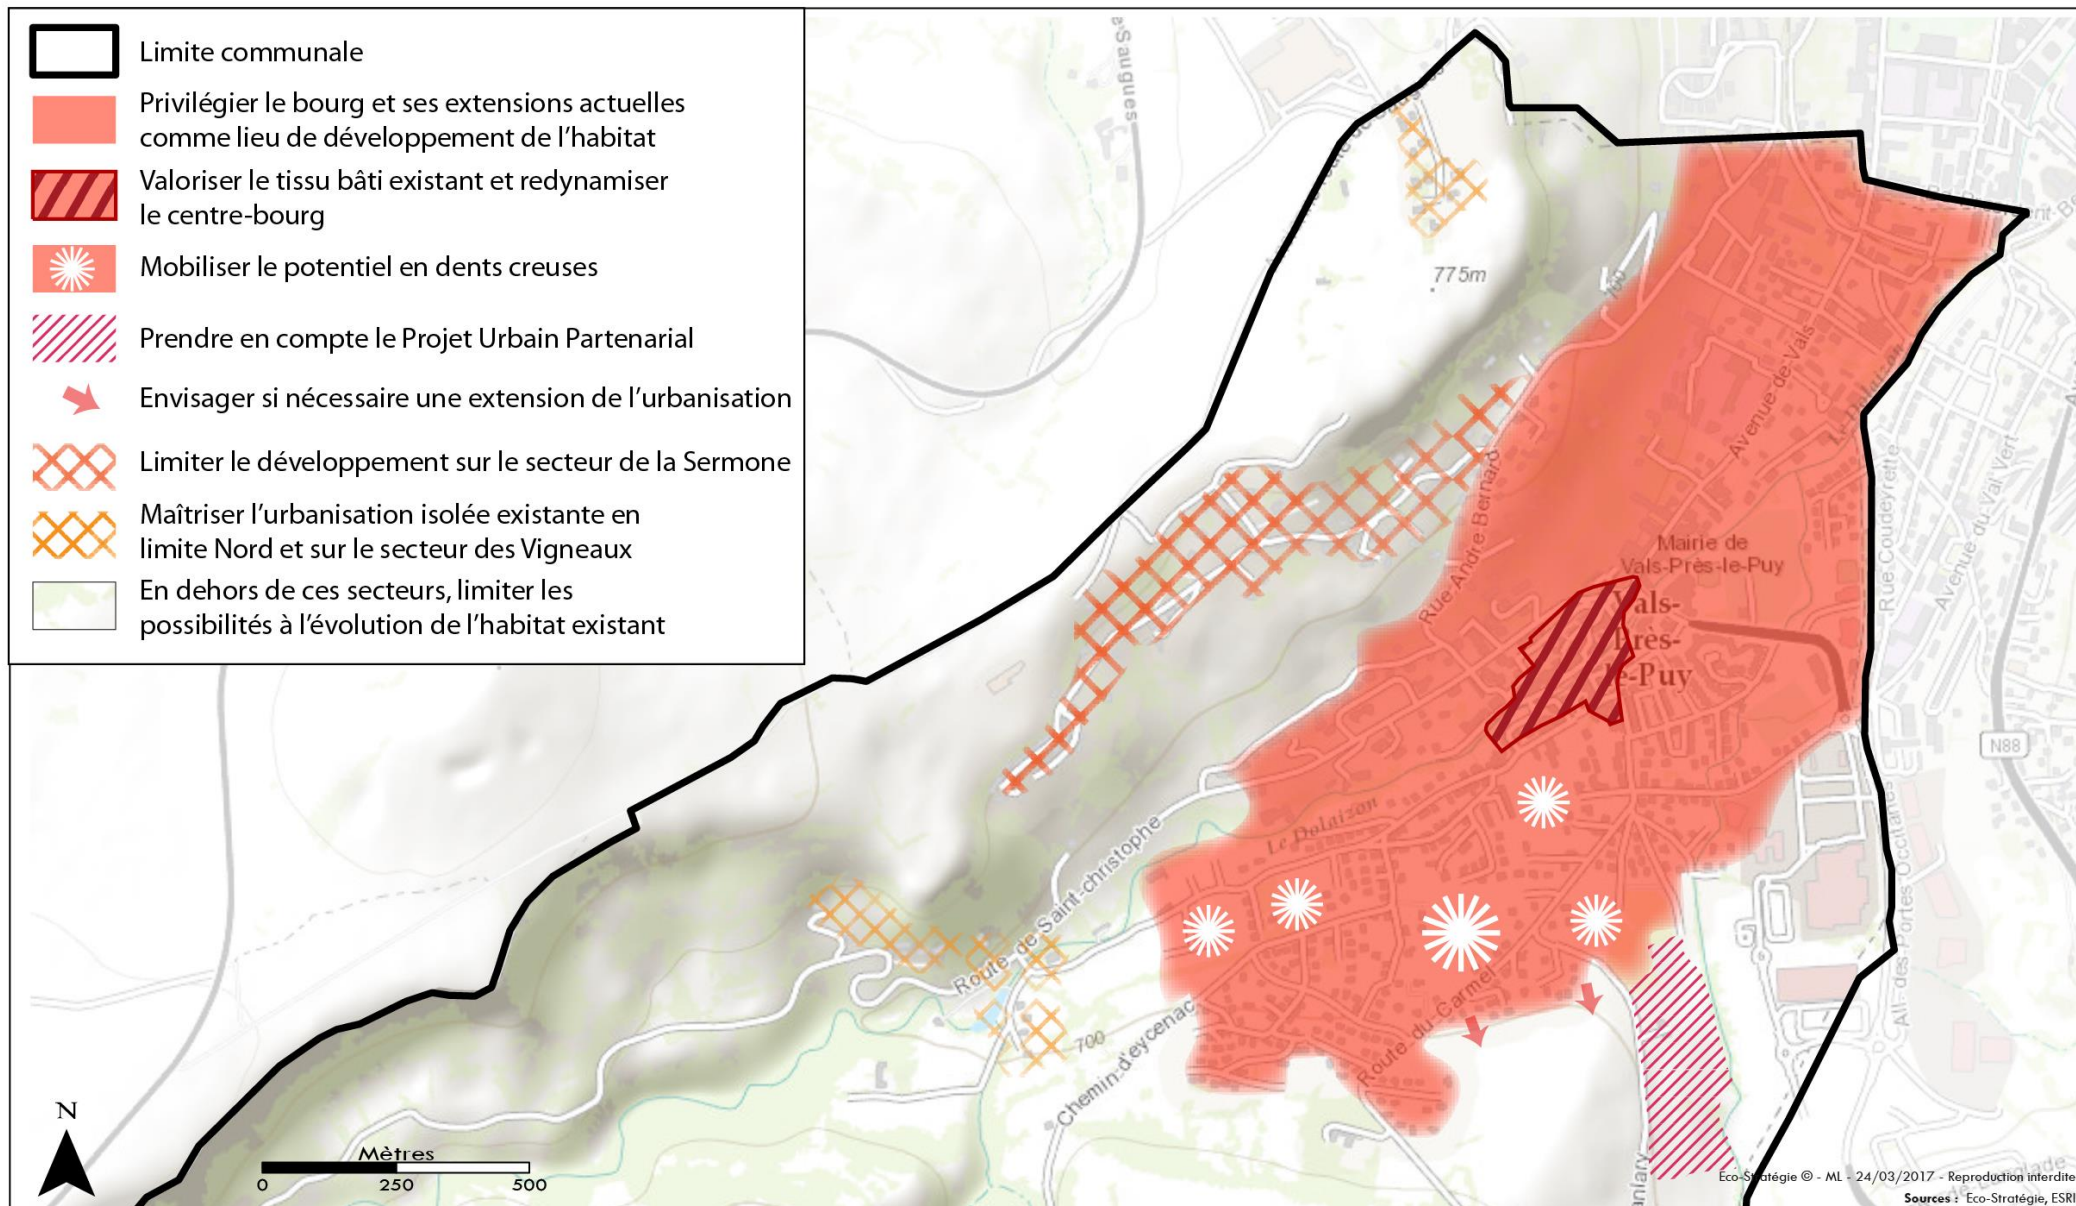 Limite communale
Privilégier le bourg et ses extensions actuelles
comme lieu de développement de l'habitat
Valoriser le tissu bâti existant et redynamiser
le centre-bourg
Mobiliser le potentiel en dents creuses
Prendre en compte le Projet Urbain Partenarial
Envisager si nécessaire une extension de l'urbanisation
Limiter le développement sur le secteur de la Sermone
Maîtriser l'urbanisation isolée existante en
limite Nord et sur le secteur des Vigneaux
En dehors de ces secteurs, limiter les
possibilités à l'évolution de l'habitat existant
-Saugues
775m
700
Avenue-de-Vals
Rue-André-Bernard
Mairie de
Vals-Près-le-Puy
Vals-
Près-
le-Puy
Rue Coudeyrette
Avenue-du-Val Vert
N88
Le Dolaizon
Route de Saint-christophe
Chemin-d'eycenac
700
Route-du-Carmel
All.-des-Portes Occitanes
N
Mètres
0 250 500
Eco-Stratégie © - ML - 24/03/2017 - Reproduction interdite
Sources : Eco-Stratégie, ESRI